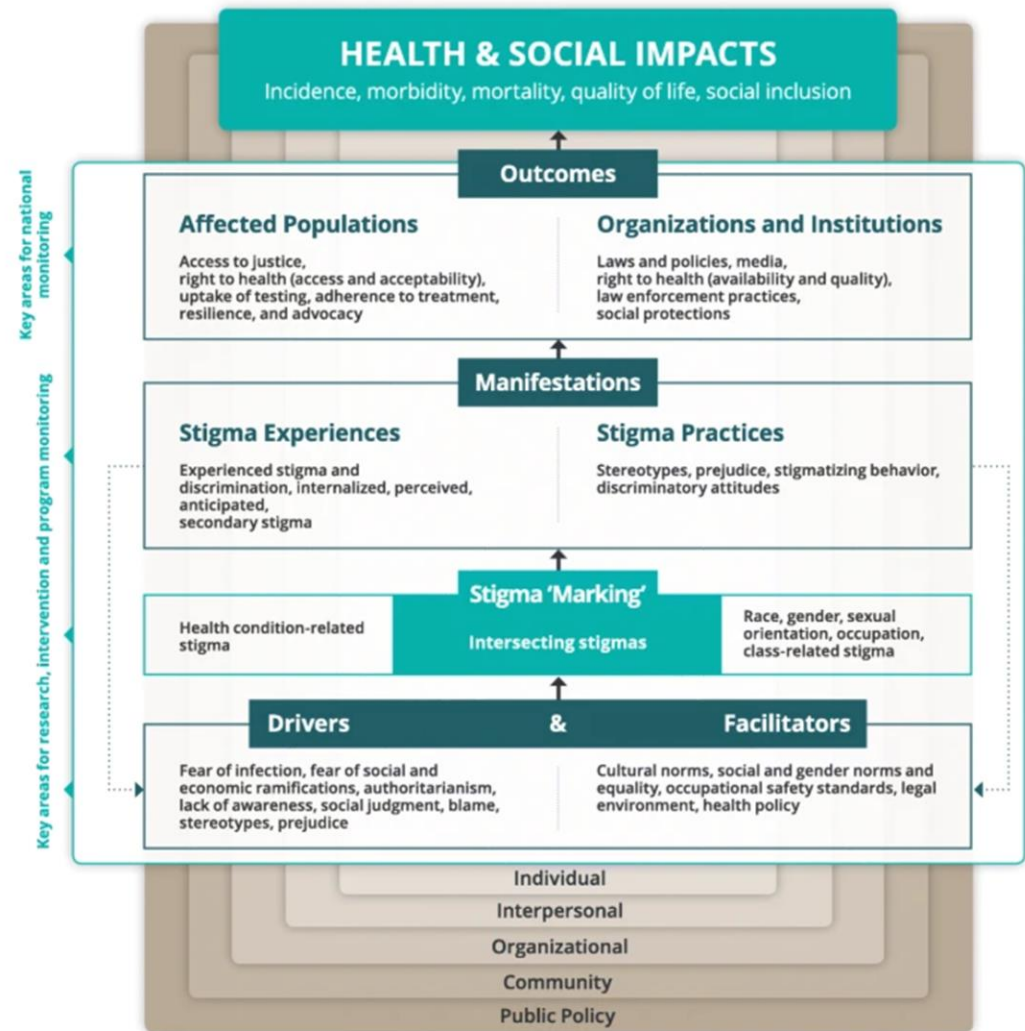 HEALTH & SOCIAL IMPACTS
Incidence, morbidity, mortality, quality of life, social inclusion
Outcomes
Key areas for national
monitoring
Affected Populations
Access to justice,
right to health (access and acceptability),
uptake of testing, adherence to treatment,
resilience, and advocacy
Organizations and Institutions
Laws and policies, media,
right to health (availability and quality),
law enforcement practices,
social protections
Manifestations
Key areas for research, intervention and program monitoring
Stigma Experiences
Experienced stigma and
discrimination, internalized, perceived,
anticipated,
secondary stigma
Stigma Practices
Stereotypes, prejudice, stigmatizing behavior,
discriminatory attitudes
Stigma ‘Marking’
Health condition-related
stigma
Intersecting stigmas
Race, gender, sexual
orientation, occupation,
class-related stigma
Drivers & Facilitators
Fear of infection, fear of social and
economic ramifications, authoritarianism,
lack of awareness, social judgment, blame,
stereotypes, prejudice
Cultural norms, social and gender norms and
equality, occupational safety standards, legal
environment, health policy
Individual
Interpersonal
Organizational
Community
Public Policy